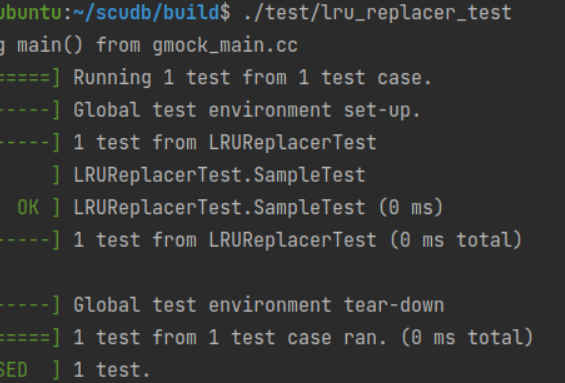 ubuntu:~/scudb/build$ ./test/lru_replacer_test
g main() from gmock_main.cc
=====] Running 1 test from 1 test case.
-----] Global test environment set-up.
-----] 1 test from LRUReplacerTest
] LRUReplacerTest.SampleTest
OK ] LRUReplacerTest.SampleTest (0 ms)
-----] 1 test from LRUReplacerTest (0 ms total)
-----] Global test environment tear-down
=====] 1 test from 1 test case ran. (0 ms total)
SED ] 1 test.